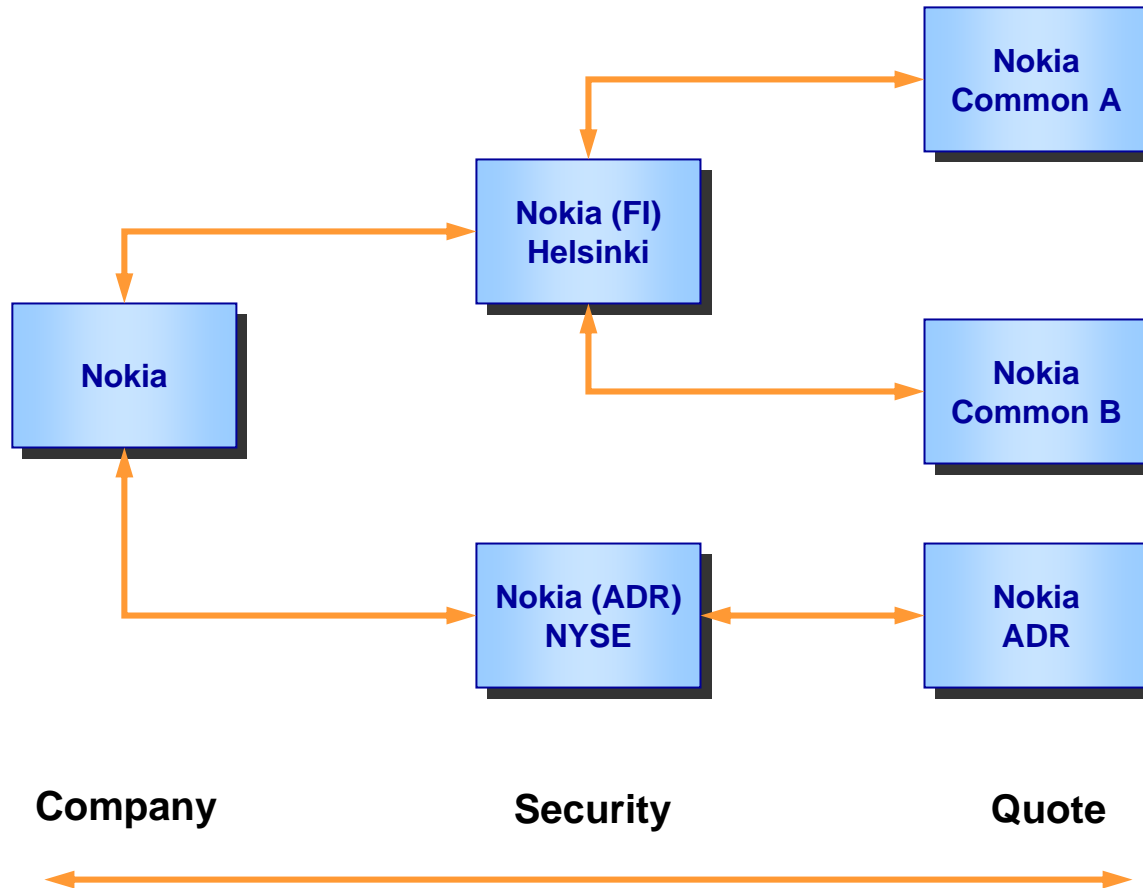 Nokia
Common A
Nokia (FI)
Helsinki
Nokia
Nokia
Common B
Nokia (ADR)
NYSE
Nokia
ADR
Company
Security
Quote